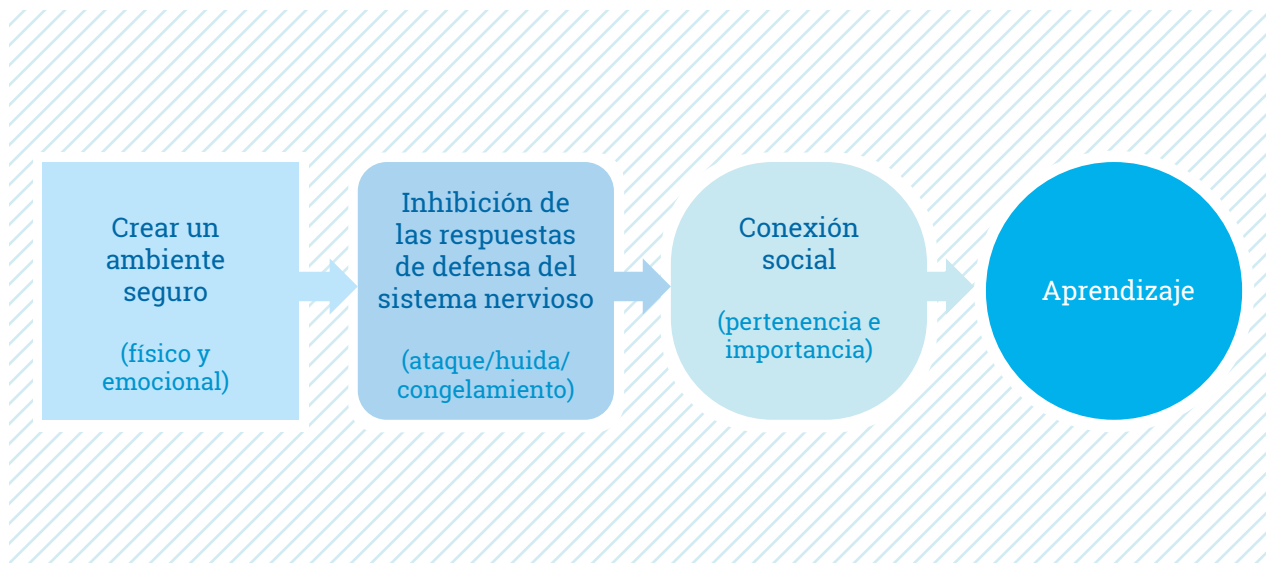 Crear un
ambiente
seguro
(físico y
emocional)
Inhibición de
las respuestas
de defensa del
sistema nervioso
(ataque/huida/
congelamiento)
Conexión
social
(pertenencia e
importancia)
Aprendizaje